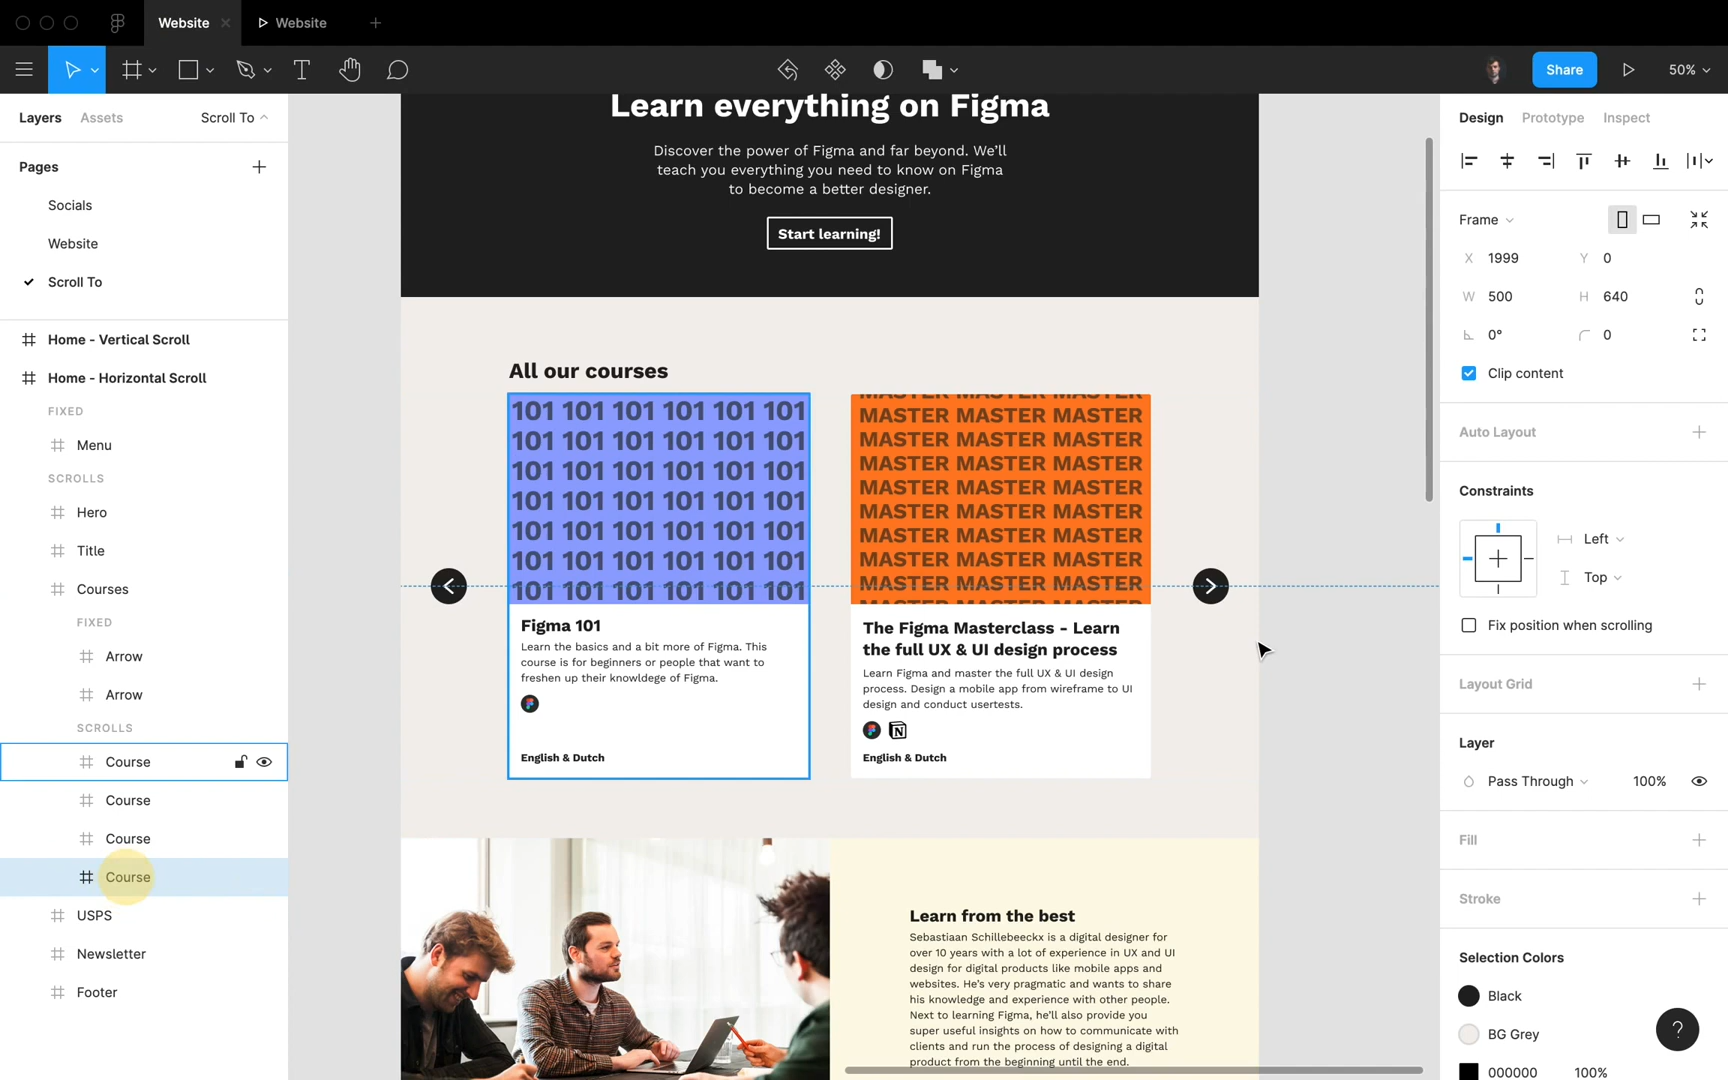 Website
Website
Share
50%
Layers
Assets
Scroll To
Pages
Socials
Website
Scroll To
Home - Vertical Scroll
Home - Horizontal Scroll
FIXED
Menu
SCROLLS
Hero
Title
Courses
FIXED
Arrow
Arrow
SCROLLS
Course
Course
Course
Course
USPS
Newsletter
Footer
Learn everything on Figma
Discover the power of Figma and far beyond. We'll
teach you everything you need to know on Figma
to become a better designer.
Start learning!
All our courses
101 101 101 101 101 101
101 101 101 101 101 101
101 101 101 101 101 101
101 101 101 101 101 101
101 101 101 101 101 101
101 101 101 101 101 101
101 101 101 101 101 101
Figma 101
Learn the basics and a bit more of Figma. This
course is for beginners or people that want to
freshen up their knowldege of Figma.
English & Dutch
MASTER MASTER MASTER
MASTER MASTER MASTER
MASTER MASTER MASTER
MASTER MASTER MASTER
MASTER MASTER MASTER
MASTER MASTER MASTER
MASTER MASTER MASTER
MASTER MASTER MASTER
MASTER MASTER MASTER
MASTER MASTER MASTER
The Figma Masterclass - Learn
the full UX & UI design process
Learn Figma and master the full UX & UI design
process. Design a mobile app from wireframe to UI
design and conduct usertests.
N
English & Dutch
Learn from the best
Sebastiaan Schillebeeckx is a digital designer for
over 10 years with a lot of experience in UX and UI
design for digital products like mobile apps and
websites. He's very pragmatic and wants to share
his knowledge and experience with other people.
Next to learning Figma, he'll also provide you
super useful insights on how to communicate with
clients and run the process of designing a digital
product from the beginning until the end.
Design
Prototype
Inspect
Frame
X 1999
Y 0
W 500
H 640
0°
0
Clip content
Auto Layout
Constraints
Left
Top
Fix position when scrolling
Layout Grid
Layer
Pass Through
100%
Fill
Stroke
Selection Colors
Black
BG Grey
000000
100%
?